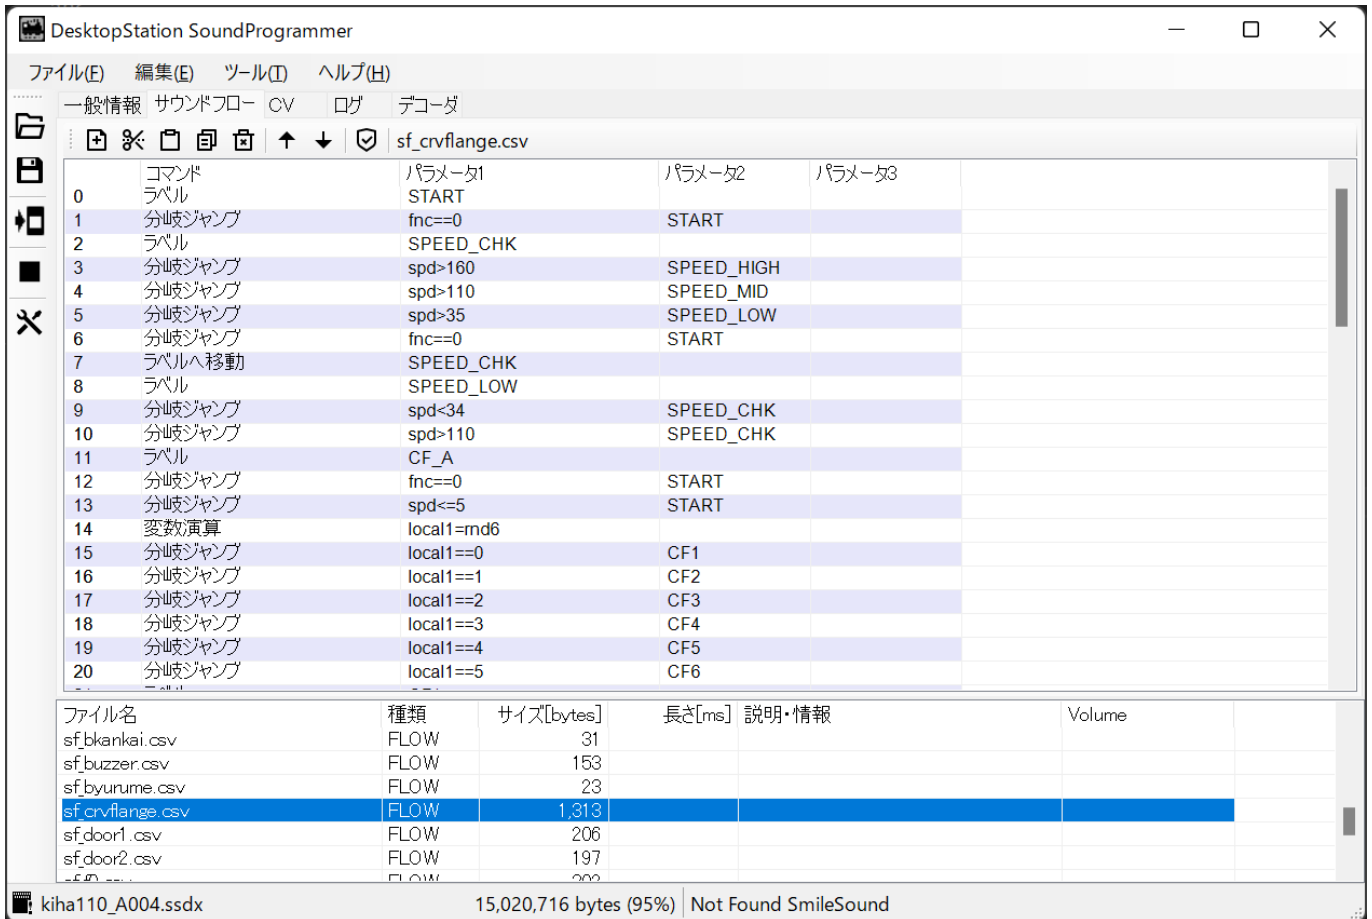 DesktopStation SoundProgrammer
ファイル(F) 編集(E) ツール(T) ヘルプ(H)
一般情報 サウンドフロー CV ログ デコーダ
sf_crvflange.csv
コマンド パラメータ1 パラメータ2 パラメータ3
0 ラベル START
1 分岐ジャンプ fnc==0 START
2 ラベル SPEED_CHK
3 分岐ジャンプ spd>160 SPEED_HIGH
4 分岐ジャンプ spd>110 SPEED_MID
5 分岐ジャンプ spd>35 SPEED_LOW
6 分岐ジャンプ fnc==0 START
7 ラベルへ移動 SPEED_CHK
8 ラベル SPEED_LOW
9 分岐ジャンプ spd<34 SPEED_CHK
10 分岐ジャンプ spd>110 SPEED_CHK
11 ラベル CF_A
12 分岐ジャンプ fnc==0 START
13 分岐ジャンプ spd<=5 START
14 変数演算 local1=rnd6
15 分岐ジャンプ local1==0 CF1
16 分岐ジャンプ local1==1 CF2
17 分岐ジャンプ local1==2 CF3
18 分岐ジャンプ local1==3 CF4
19 分岐ジャンプ local1==4 CF5
20 分岐ジャンプ local1==5 CF6
ファイル名 種類 サイズ[bytes] 長さ[ms] 説明・情報 Volume
sf_bkankai.csv FLOW 31
sf_buzzer.csv FLOW 153
sf_byurume.csv FLOW 23
sf_crvflange.csv FLOW 1,313
sf_door1.csv FLOW 206
sf_door2.csv FLOW 197
kiha110_A004.ssdx 15,020,716 bytes (95%) Not Found SmileSound